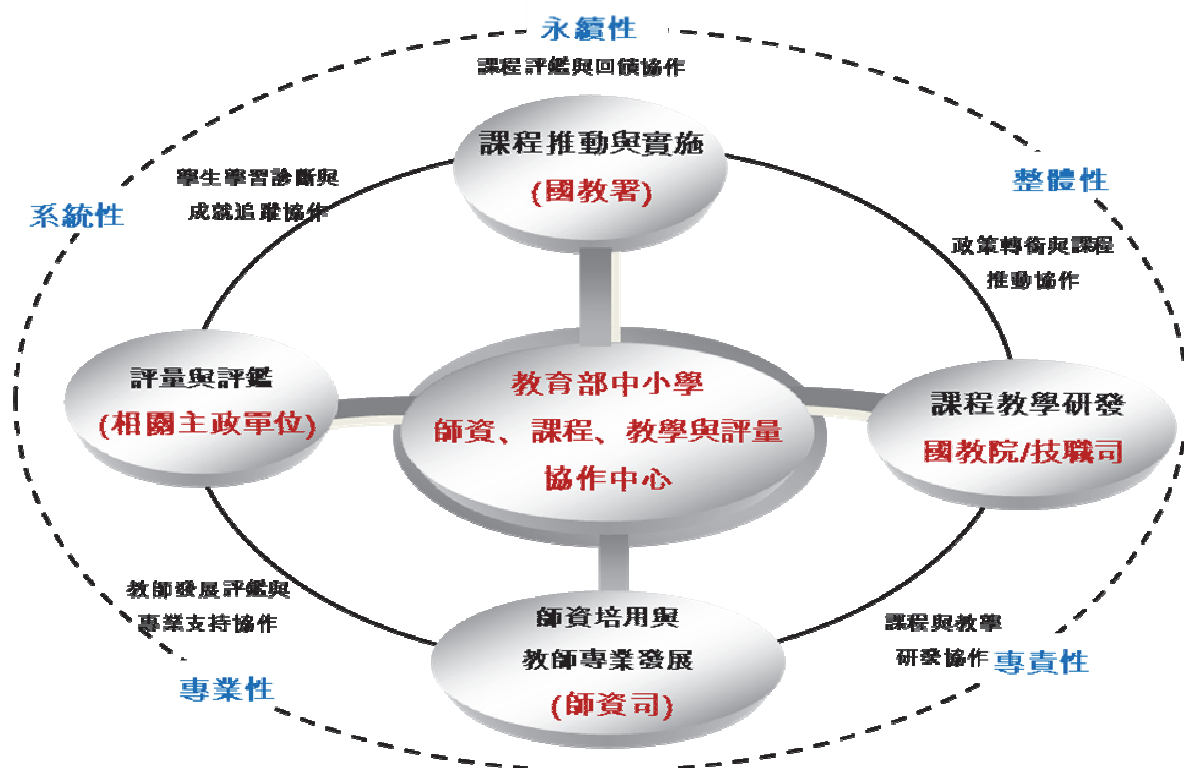 永續性
課程評鑑與回饋協作
課程推動與實施
(國教署)
學生學習診斷與
成就追蹤協作
系統性
整體性
政策轉銜與課程
推動協作
評量與評鑑
(相關主政單位)
教育部中小學
師資、課程、教學與評量
協作中心
課程教學研發
國教院/技職司
教師發展評鑑與
專業支持協作
專業性
師資培用與
教師專業發展
(師資司)
課程與教學
研發協作
專責性